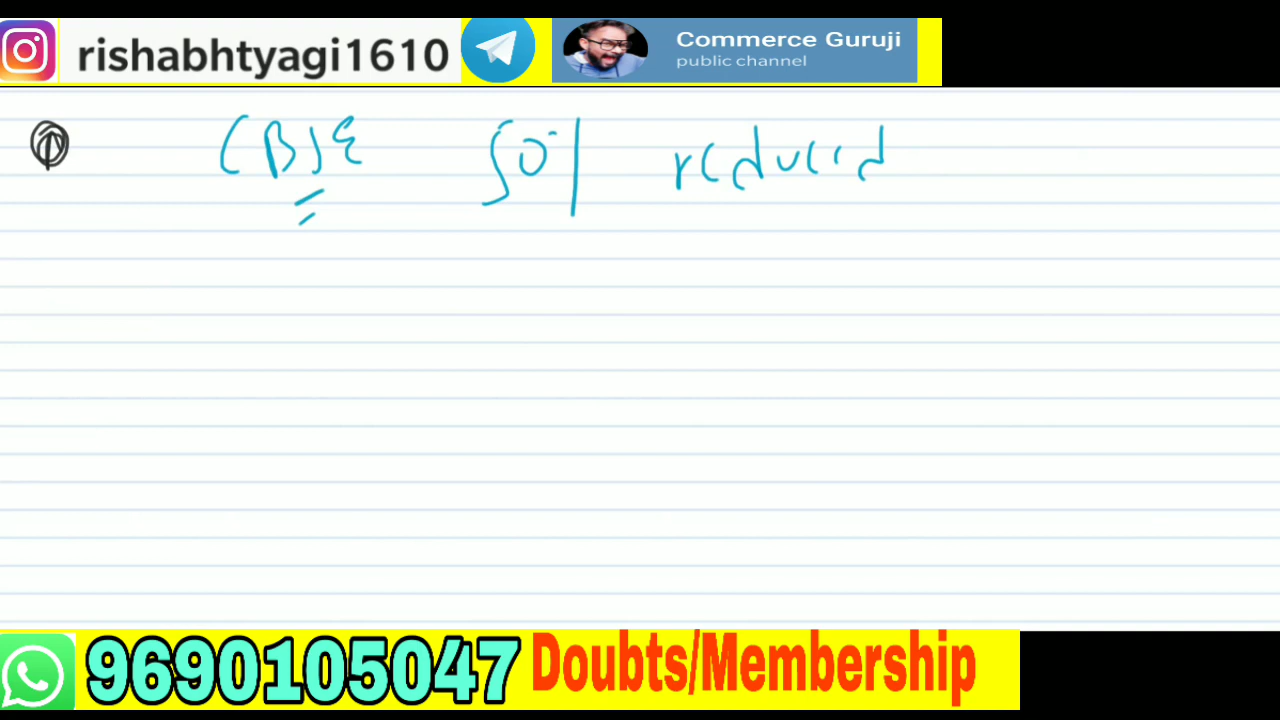 rishabhtyagi1610
Commerce Guruji
public channel
CBSE 50% reduced
9690105047 Doubts/Membership